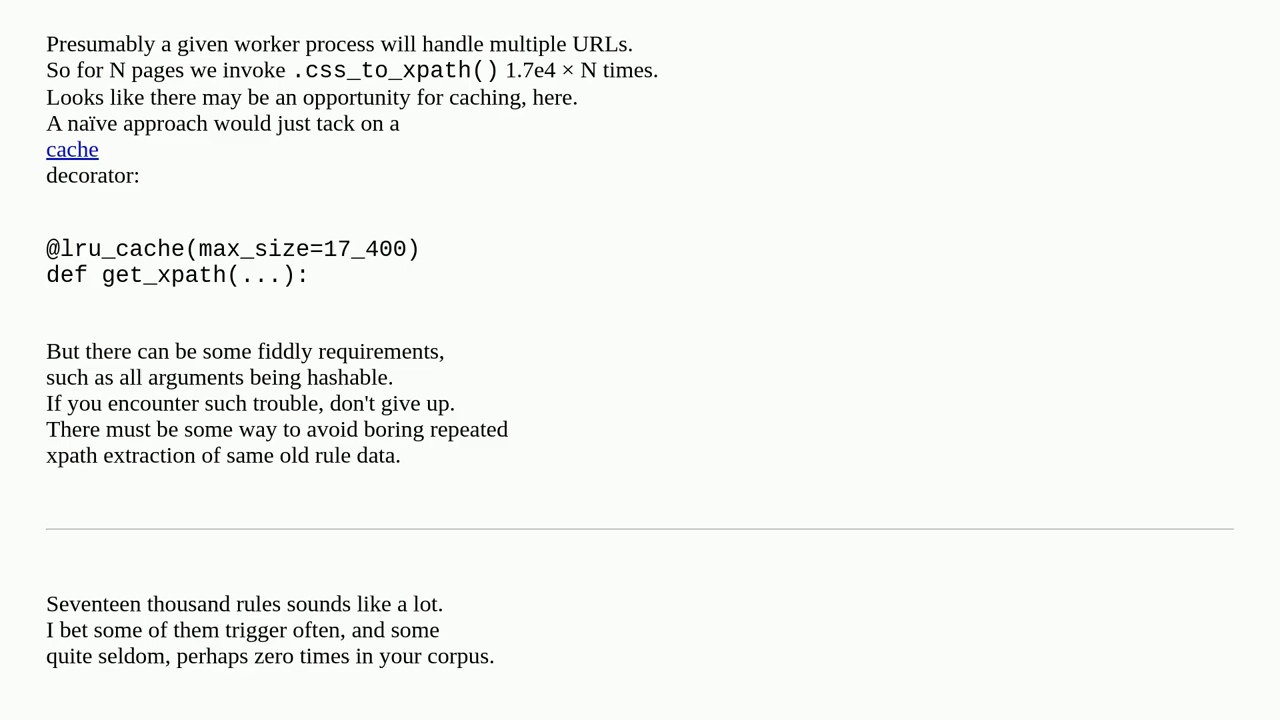 Presumably a given worker process will handle multiple URLs.
So for N pages we invoke .css_to_xpath() 1.7e4 × N times.
Looks like there may be an opportunity for caching, here.
A naïve approach would just tack on a
cache
decorator:
@lru_cache(max_size=17_400)
def get_xpath(...):
But there can be some fiddly requirements,
such as all arguments being hashable.
If you encounter such trouble, don't give up.
There must be some way to avoid boring repeated
xpath extraction of same old rule data.
Seventeen thousand rules sounds like a lot.
I bet some of them trigger often, and some
quite seldom, perhaps zero times in your corpus.